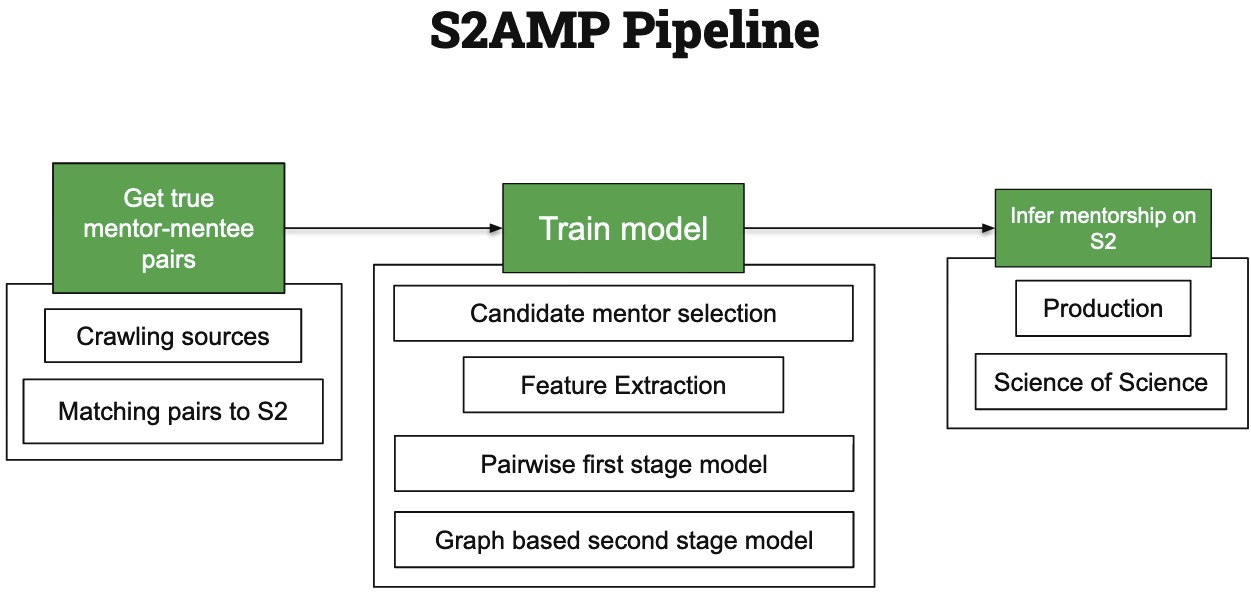 S2AMP Pipeline
Get true
mentor-mentee
pairs
Crawling sources
Matching pairs to S2
Train model
Candidate mentor selection
Feature Extraction
Pairwise first stage model
Graph based second stage model
Infer mentorship on
S2
Production
Science of Science